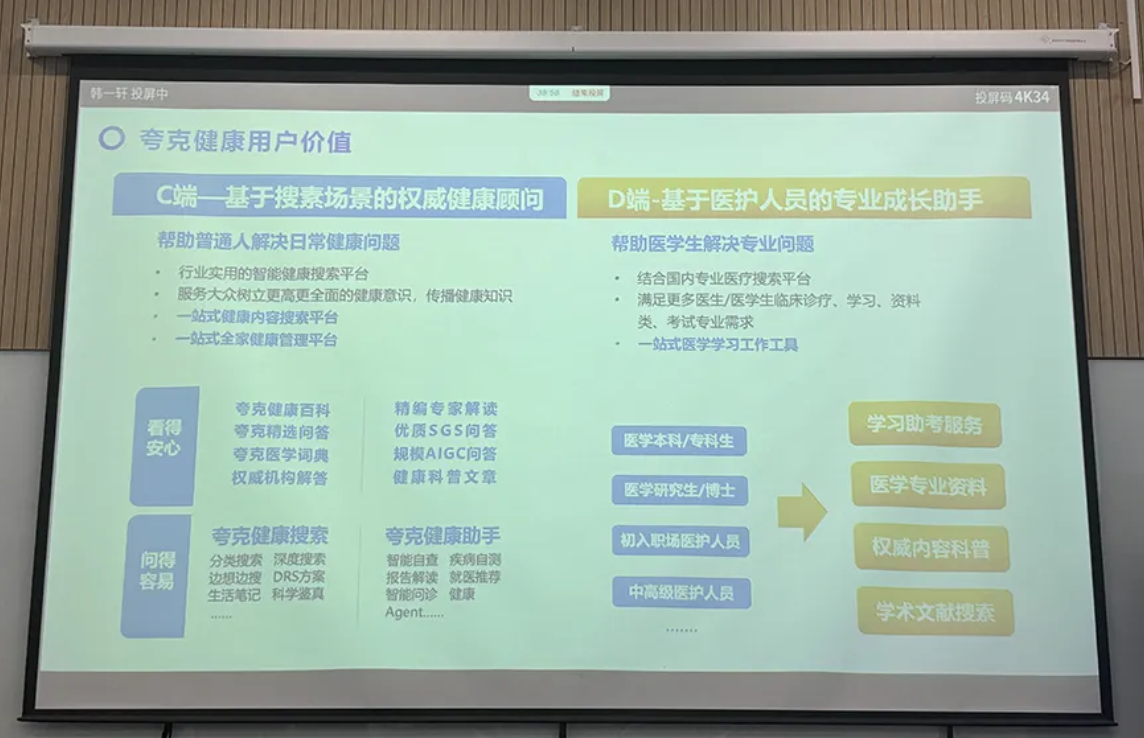 韩一轩 投屏中
38:58 结束投屏
投屏码 4K34
夸克健康用户价值
C端—基于搜素场景的权威健康顾问
帮助普通人解决日常健康问题
• 行业实用的智能健康搜索平台
• 服务大众树立更高更全面的健康意识，传播健康知识
• 一站式健康内容搜索平台
• 一站式全家健康管理平台
看得
安心
夸克健康百科
夸克精选问答
夸克医学词典
权威机构解答
精编专家解读
优质SGS问答
规模AIGC问答
健康科普文章
问得
容易
夸克健康搜索
分类搜索 深度搜索
边想边搜 DRS方案
生活笔记 科学鉴真
......
夸克健康助手
智能自查 疾病自测
报告解读 就医推荐
智能问诊 健康
Agent......
D端-基于医护人员的专业成长助手
帮助医学生解决专业问题
• 结合国内专业医疗搜索平台
• 满足更多医生/医学生临床诊疗、学习、资料
类、考试专业需求
• 一站式医学学习工作工具
医学本科/专科生
医学研究生/博士
初入职场医护人员
中高级医护人员
.......
学习助考服务
医学专业资料
权威内容科普
学术文献搜索